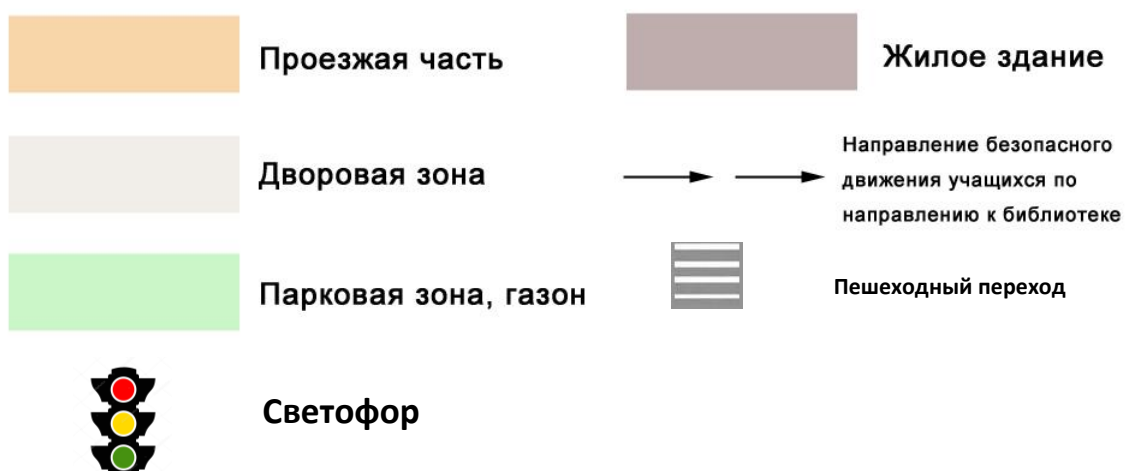 Проезжая часть
Жилое здание
Дворовая зона
Направление безопасного
движения учащихся по
направлению к библиотеке
Парковая зона, газон
Пешеходный переход
Светофор